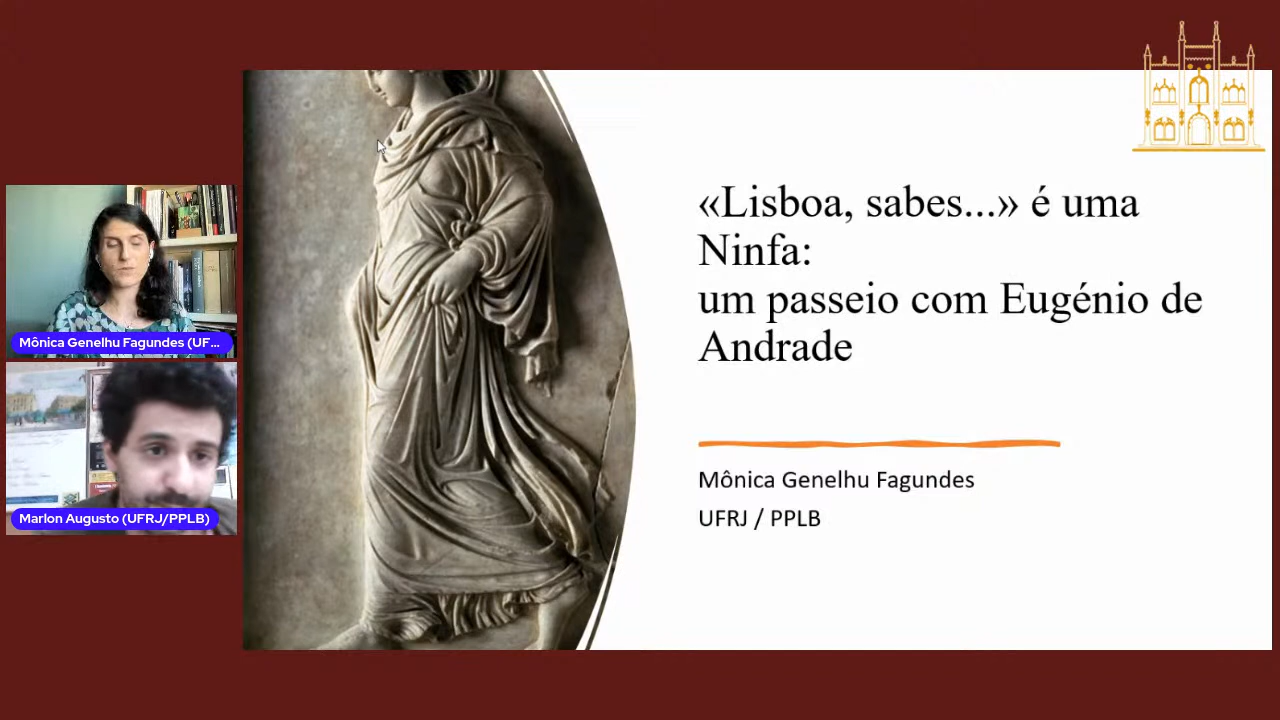 «Lisboa, sabes...» é uma
Ninfa:
um passeio com Eugénio de
Andrade
Mônica Genelhu Fagundes
UFRJ / PPLB
Mônica Genelhu Fagundes (UF...
Marlon Augusto (UFRJ/PPLB)